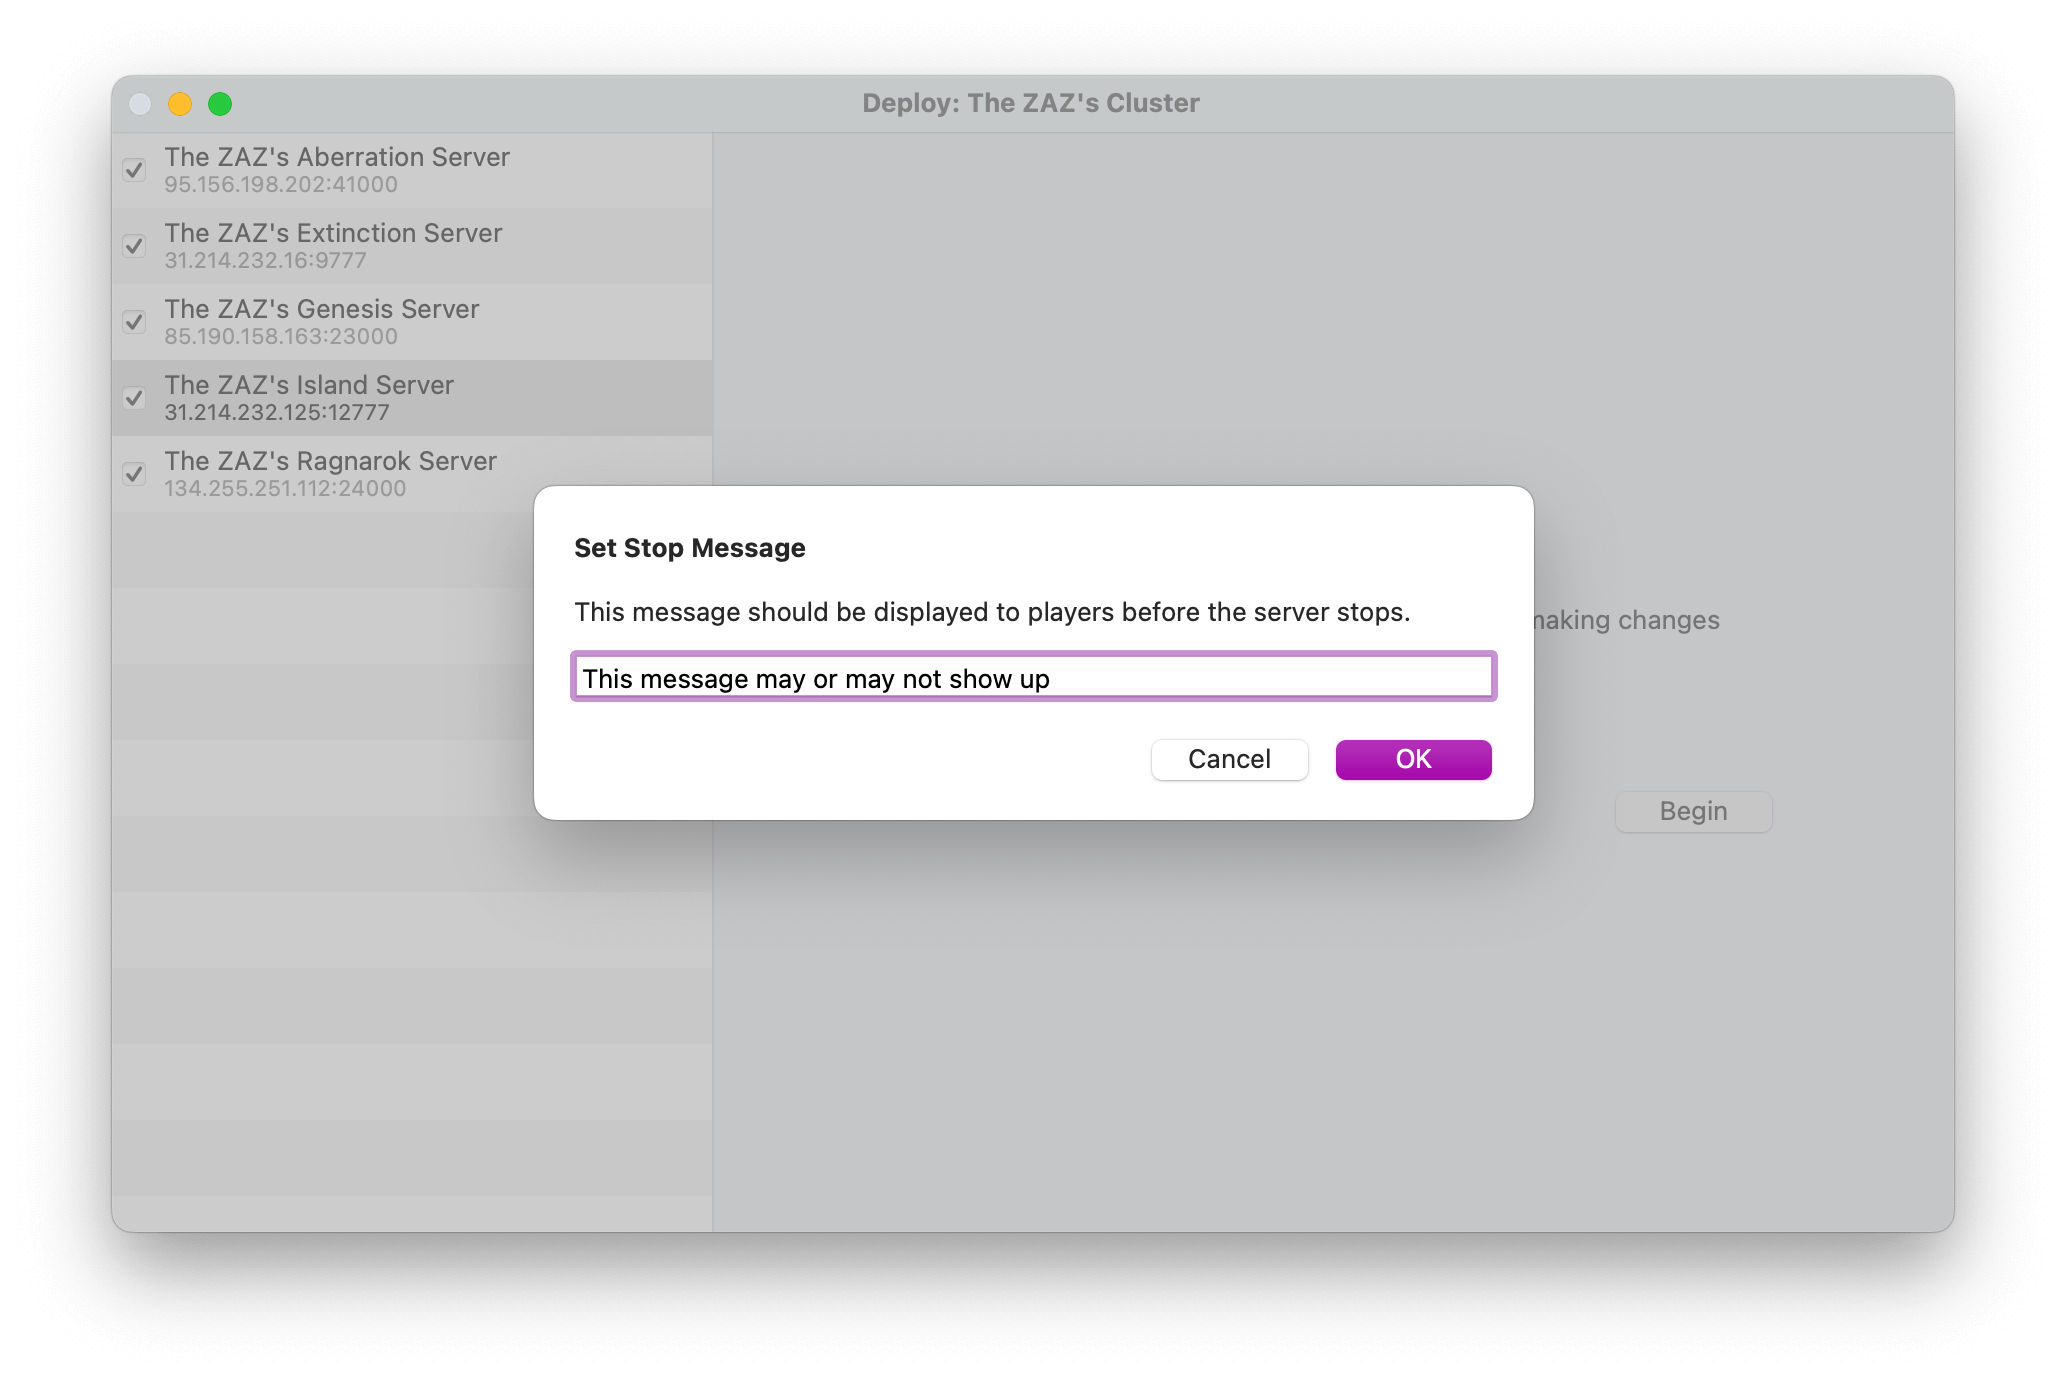 Deploy: The ZAZ's Cluster
The ZAZ's Aberration Server
95.156.198.202:41000
The ZAZ's Extinction Server
31.214.232.16:9777
The ZAZ's Genesis Server
85.190.158.163:23000
The ZAZ's Island Server
31.214.232.125:12777
The ZAZ's Ragnarok Server
134.255.251.112:24000
Set Stop Message
This message should be displayed to players before the server stops.
This message may or may not show up
Cancel
OK
changes
Begin